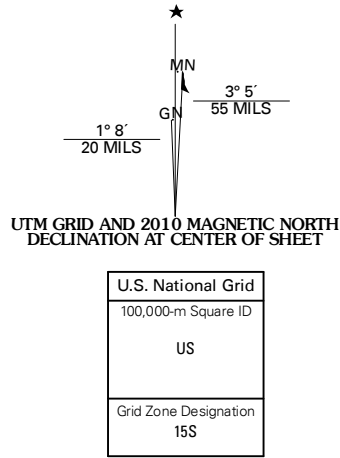 ★
MN
3° 5´
55 MILS
GN
1° 8´
20 MILS
UTM GRID AND 2010 MAGNETIC NORTH
DECLINATION AT CENTER OF SHEET
U.S. National Grid
100,000-m Square ID
US
Grid Zone Designation
15S